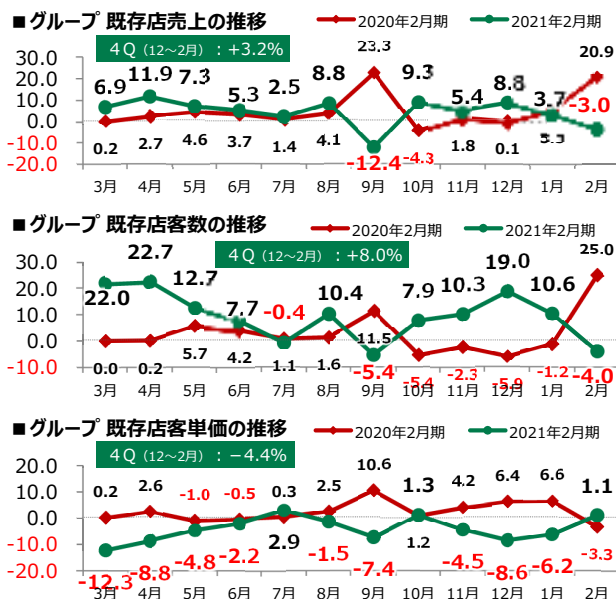 ■グループ 既存店売上の推移
2020年2月期 2021年2月期
4Q（12～2月）：+3.2%
30.0
20.0
10.0
0.0
-10.0
-20.0
6.9 11.9 7.3 5.3 2.5 8.8 23.3 9.3 5.4 8.8 3.7 20.9
-3.0
0.2 2.7 4.6 3.7 1.4 4.1 -12.4 -4.3 1.8 0.1
3月 4月 5月 6月 7月 8月 9月 10月 11月 12月 1月 2月
■グループ 既存店客数の推移
2020年2月期 2021年2月期
4Q（12～2月）：+8.0%
30.0
20.0
10.0
0.0
-10.0
22.0 22.7 12.7 7.7 -0.4 10.4 11.5 7.9 10.3 19.0 10.6 25.0
0.0 0.2 5.7 4.2 1.1 1.6 -5.4 -5.4 -2.3 -5.9 -1.2 -4.0
3月 4月 5月 6月 7月 8月 9月 10月 11月 12月 1月 2月
■グループ 既存店客単価の推移
2020年2月期 2021年2月期
4Q（12～2月）：－4.4%
20.0
10.0
0.0
-10.0
-20.0
0.2 2.6 -1.0 -0.5 0.3 2.5 10.6 1.3 4.2 6.4 6.6 1.1
-12.3 -8.8 -4.8 -2.2 2.9 -1.5 -7.4 1.2 -4.5 -8.6 -6.2 -3.3
3月 4月 5月 6月 7月 8月 9月 10月 11月 12月 1月 2月